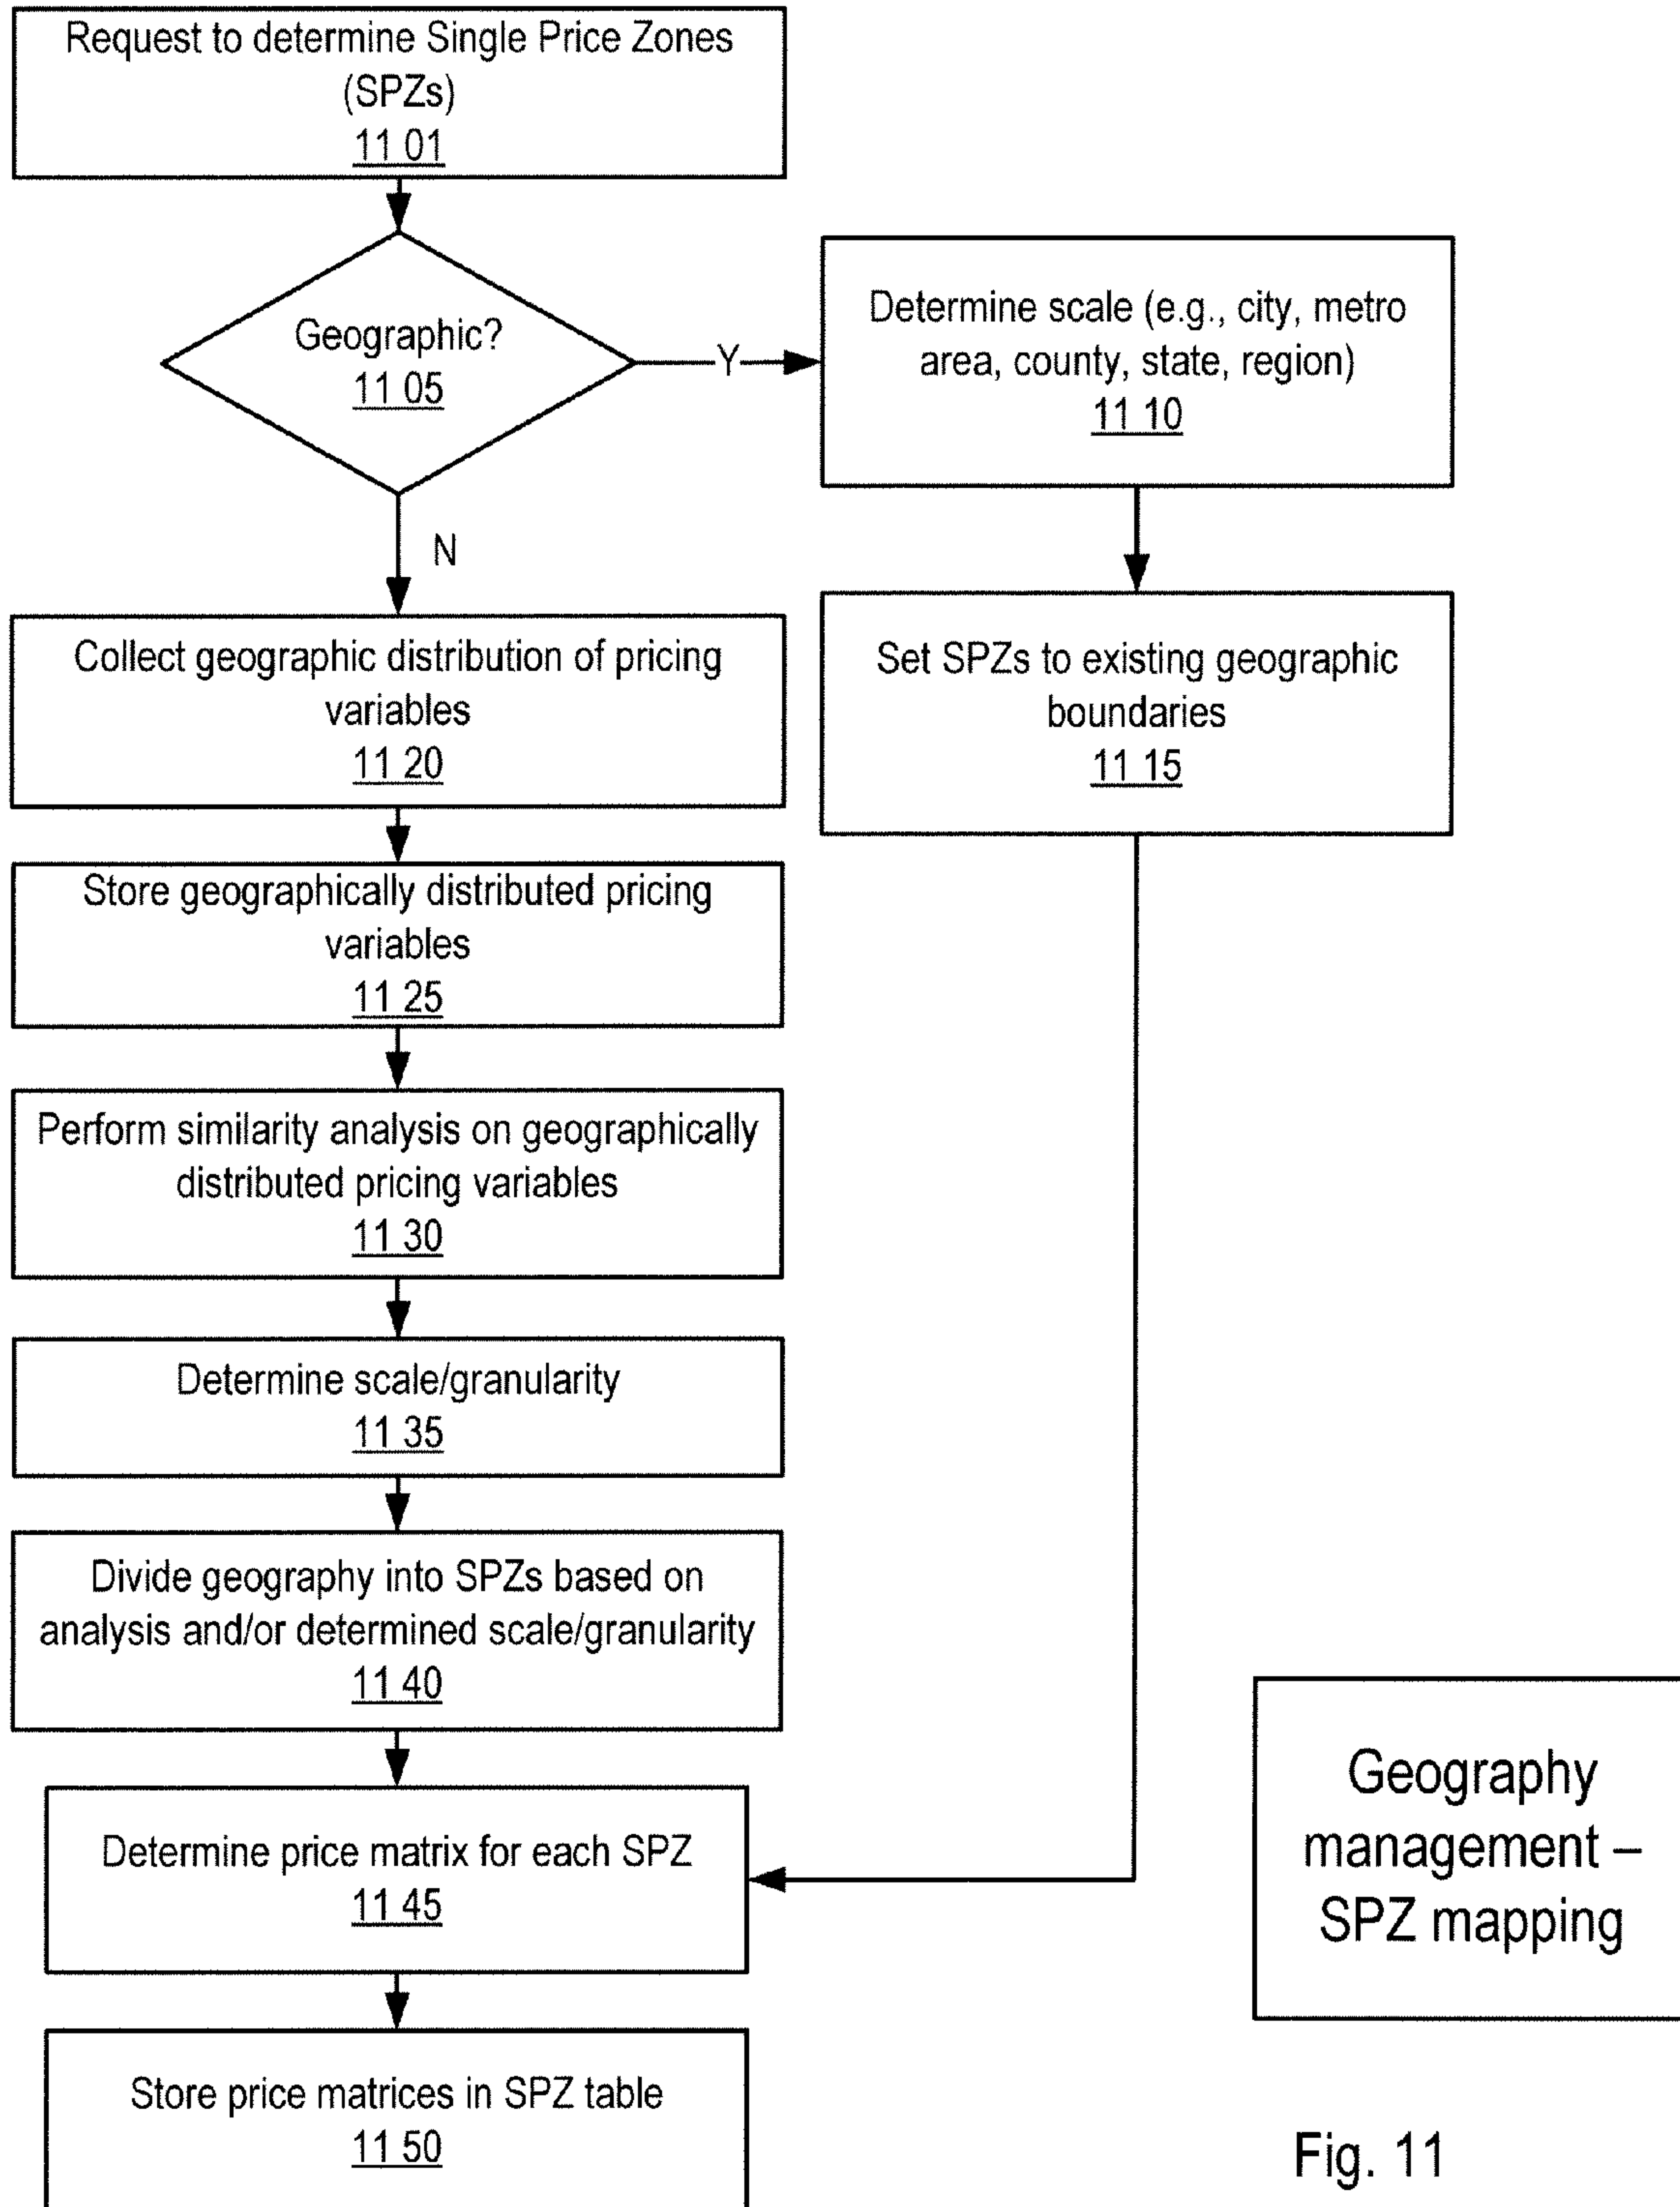 Request to determine Single Price Zones
(SPZs)
11 01
Geographic?
11 05
Y
Determine scale (e.g., city, metro
area, county, state, region)
11 10
N
Set SPZs to existing geographic
boundaries
11 15
Collect geographic distribution of pricing
variables
11 20
Store geographically distributed pricing
variables
11 25
Perform similarity analysis on geographically
distributed pricing variables
11 30
Determine scale/granularity
11 35
Divide geography into SPZs based on
analysis and/or determined scale/granularity
11 40
Determine price matrix for each SPZ
11 45
Store price matrices in SPZ table
11 50
Geography
management –
SPZ mapping
Fig. 11